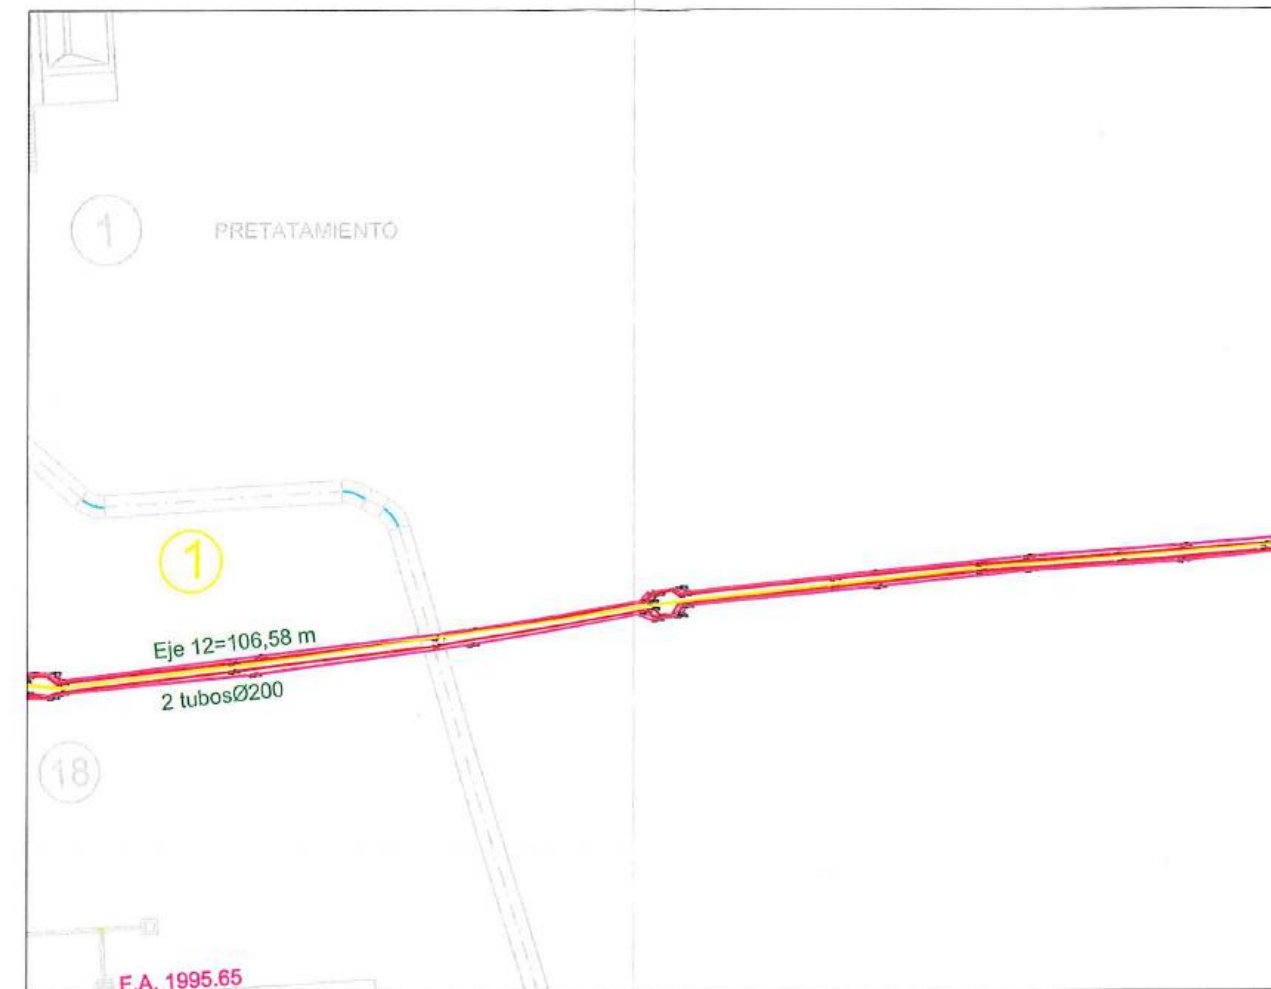 1
PRETATAMIENTO
1
Eje 12=106,58 m
2 tubosØ200
18
F.A. 1995.65